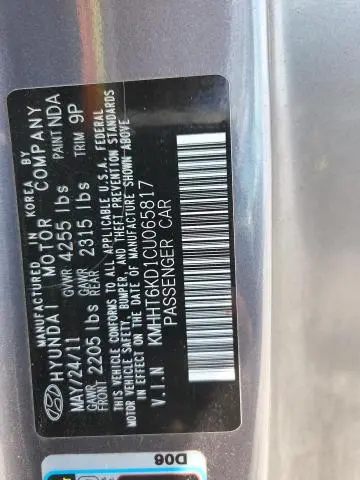 MANUFACTURED IN KOREA BY
HYUNDAI MOTOR COMPANY
MAY/24/11 GVWR 4255 lbs PAINT NDA
GAWR FRONT 2205 lbs GAWR REAR 2315 lbs TRIM 9P
THIS VEHICLE CONFORMS TO ALL APPLICABLE U.S.A. FEDERAL
MOTOR VEHICLE SAFETY, BUMPER, AND THEFT PREVENTION STANDARDS
IN EFFECT ON THE DATE OF MANUFACTURE SHOWN ABOVE
V.I.N KMHHT6KD1CU065817
PASSENGER CAR
D06